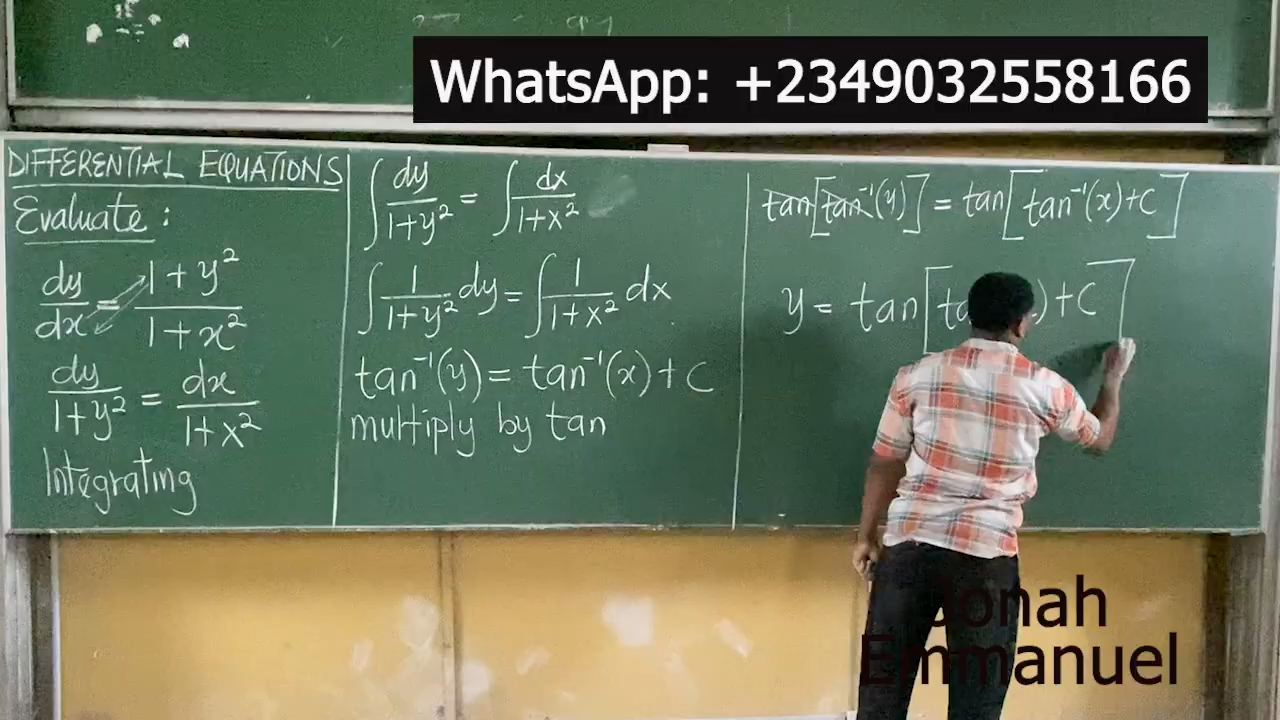 WhatsApp: +2349032558166
DIFFERENTIAL EQUATIONS
Evaluate:
dy/dx = 1+y²/1+x²
dy/1+y² = dx/1+x²
Integrating
∫ dy/1+y² = ∫ dx/1+x²
∫ 1/1+y² dy = ∫ 1/1+x² dx
tan⁻¹(y) = tan⁻¹(x)+C
multiply by tan
tan[tan⁻¹(y)] = tan[tan⁻¹(x)+C]
y = tan[ )+C]
Jonah
Emmanuel